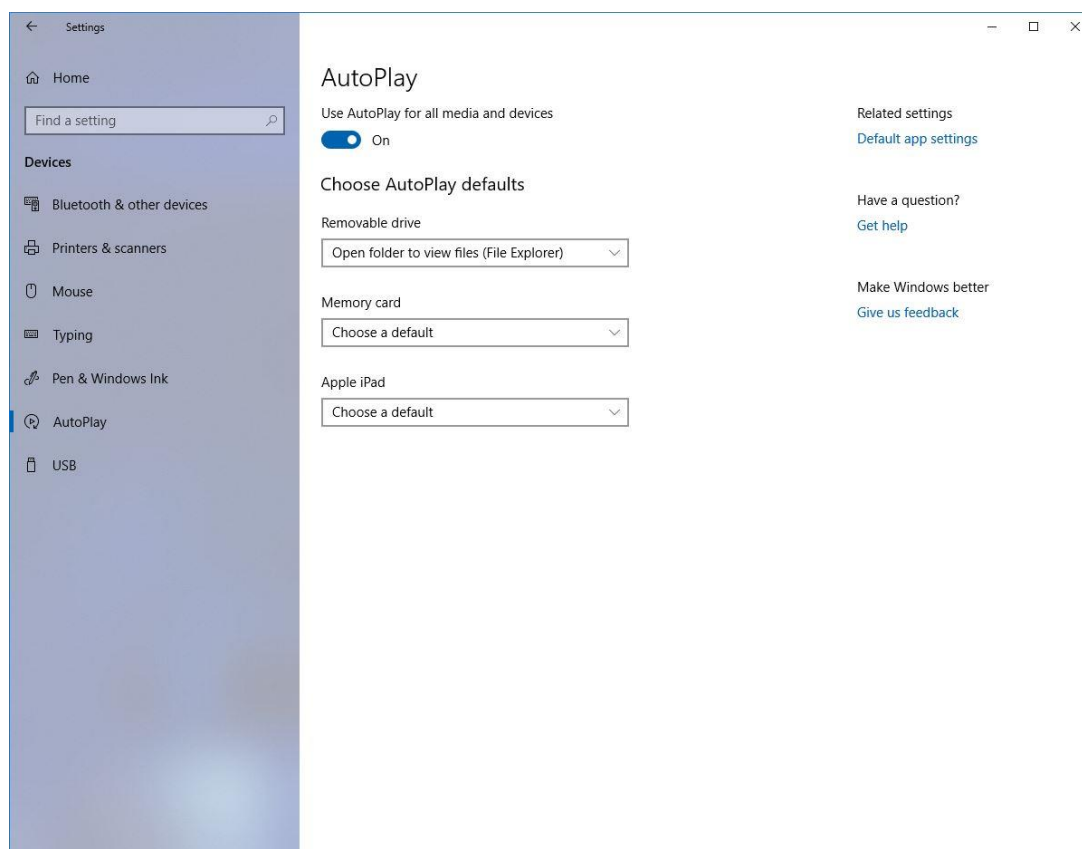 Settings
Home
Find a setting
Devices
Bluetooth & other devices
Printers & scanners
Mouse
Typing
Pen & Windows Ink
AutoPlay
USB
AutoPlay
Use AutoPlay for all media and devices
On
Choose AutoPlay defaults
Removable drive
Open folder to view files (File Explorer)
Memory card
Choose a default
Apple iPad
Choose a default
Related settings
Default app settings
Have a question?
Get help
Make Windows better
Give us feedback